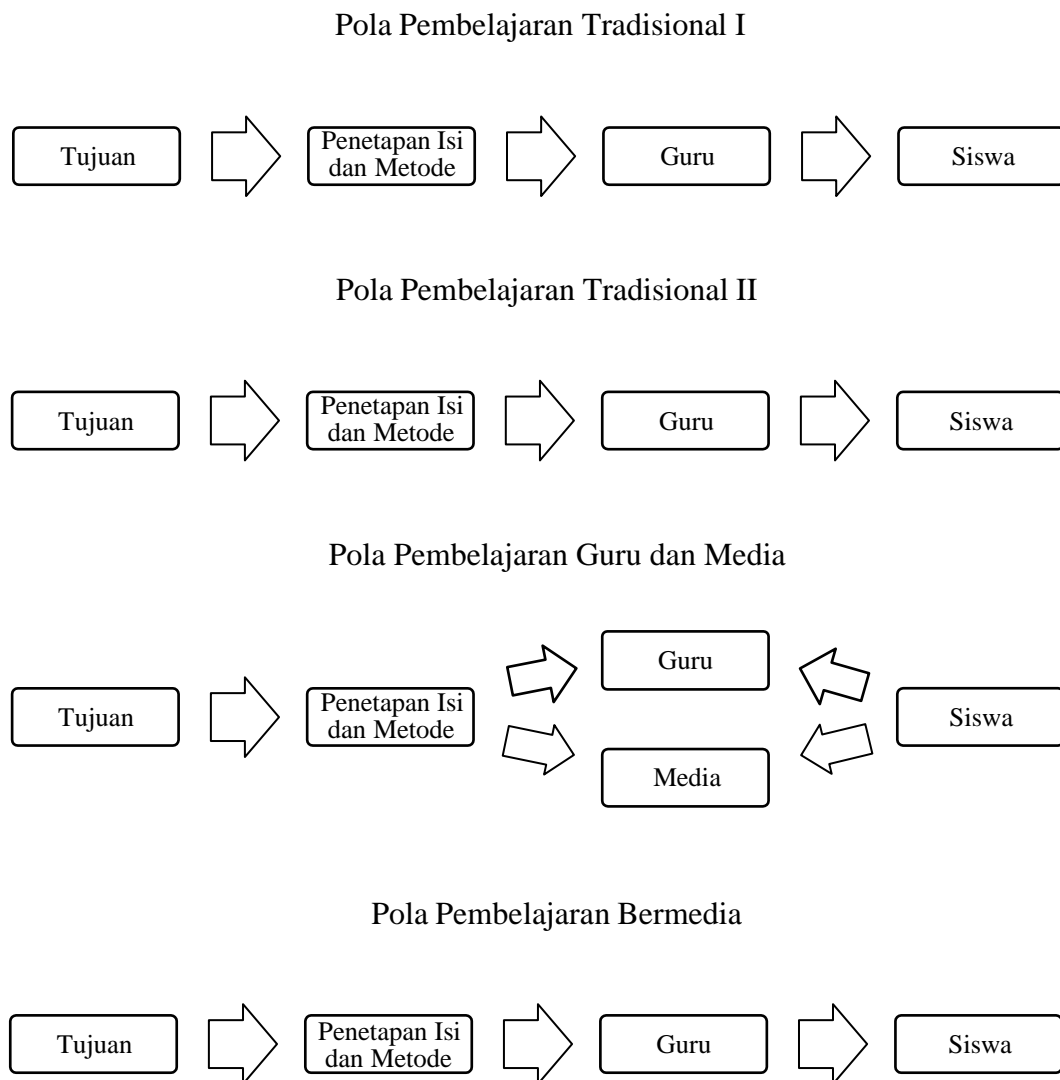 Pola Pembelajaran Tradisional I
Tujuan
Penetapan Isi
dan Metode
Guru
Siswa
Pola Pembelajaran Tradisional II
Tujuan
Penetapan Isi
dan Metode
Guru
Siswa
Pola Pembelajaran Guru dan Media
Tujuan
Penetapan Isi
dan Metode
Guru
Media
Siswa
Pola Pembelajaran Bermedia
Tujuan
Penetapan Isi
dan Metode
Guru
Siswa